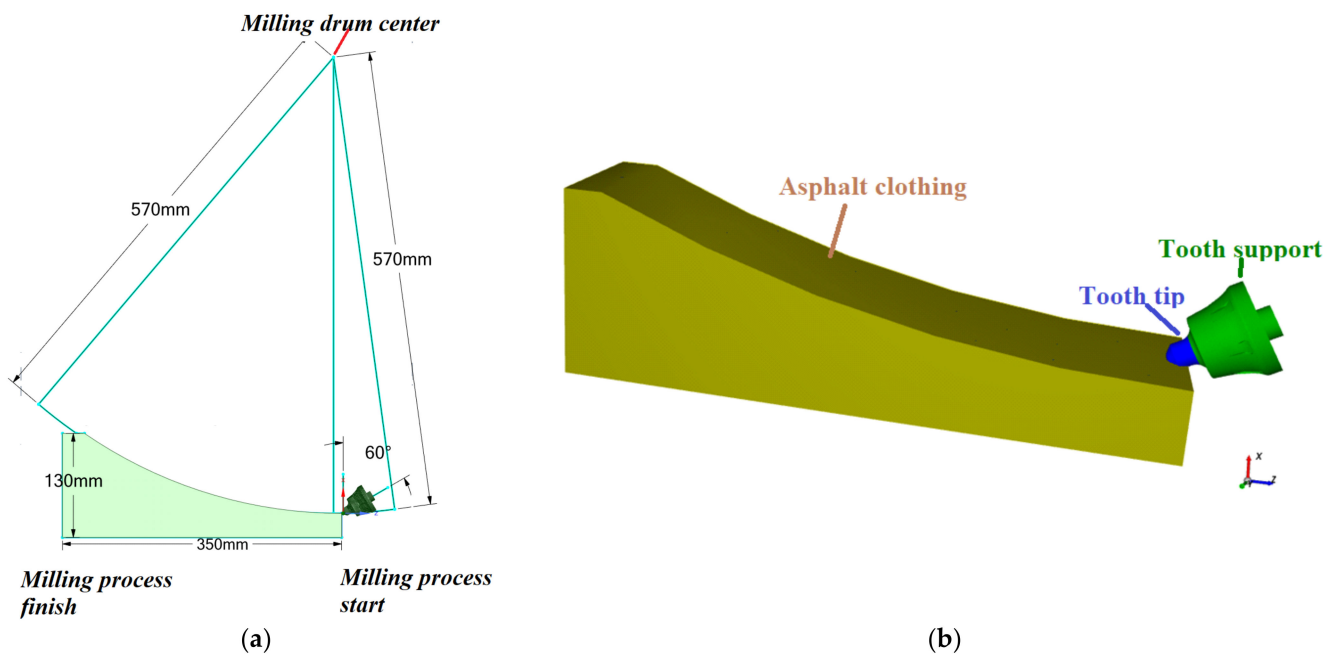 Milling drum center
570mm
570mm
60°
130mm
350mm
Milling process
finish
Milling process
start
(a)
Asphalt clothing
Tooth support
Tooth tip
X
Z
(b)